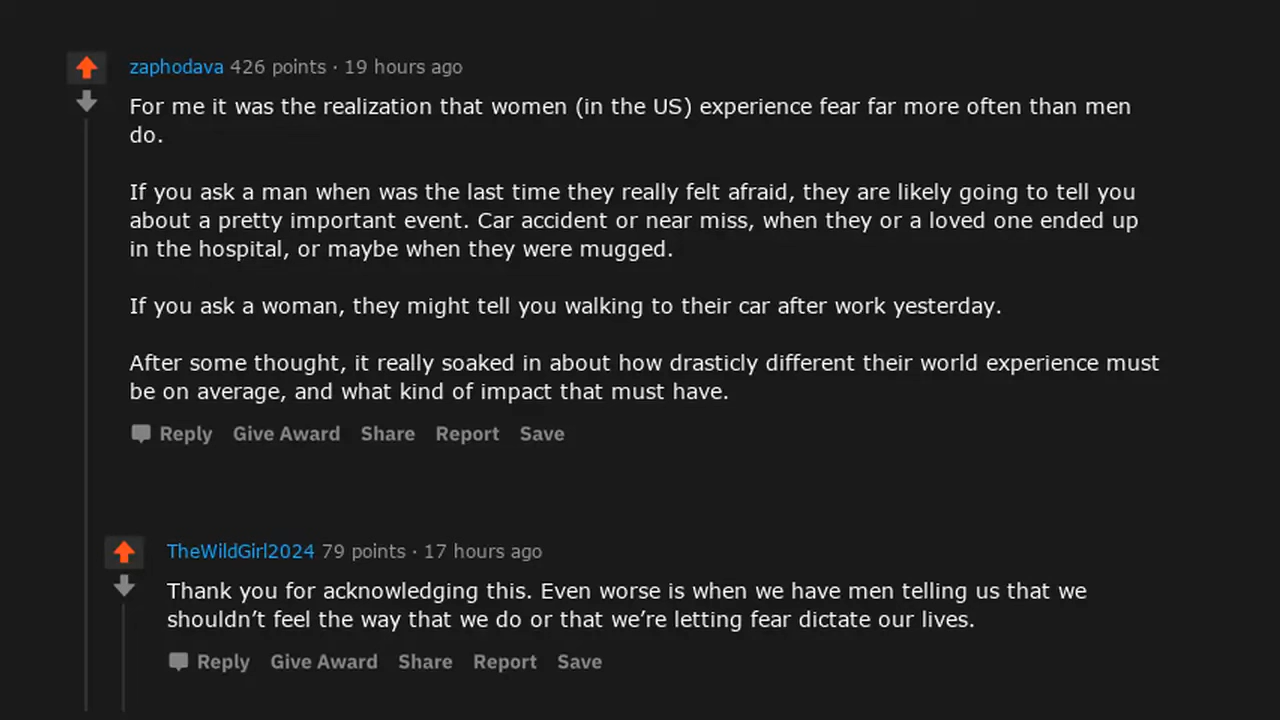 zaphodava 426 points · 19 hours ago
For me it was the realization that women (in the US) experience fear far more often than men
do.
If you ask a man when was the last time they really felt afraid, they are likely going to tell you
about a pretty important event. Car accident or near miss, when they or a loved one ended up
in the hospital, or maybe when they were mugged.
If you ask a woman, they might tell you walking to their car after work yesterday.
After some thought, it really soaked in about how drasticly different their world experience must
be on average, and what kind of impact that must have.
Reply Give Award Share Report Save
TheWildGirl2024 79 points · 17 hours ago
Thank you for acknowledging this. Even worse is when we have men telling us that we
shouldn’t feel the way that we do or that we’re letting fear dictate our lives.
Reply Give Award Share Report Save